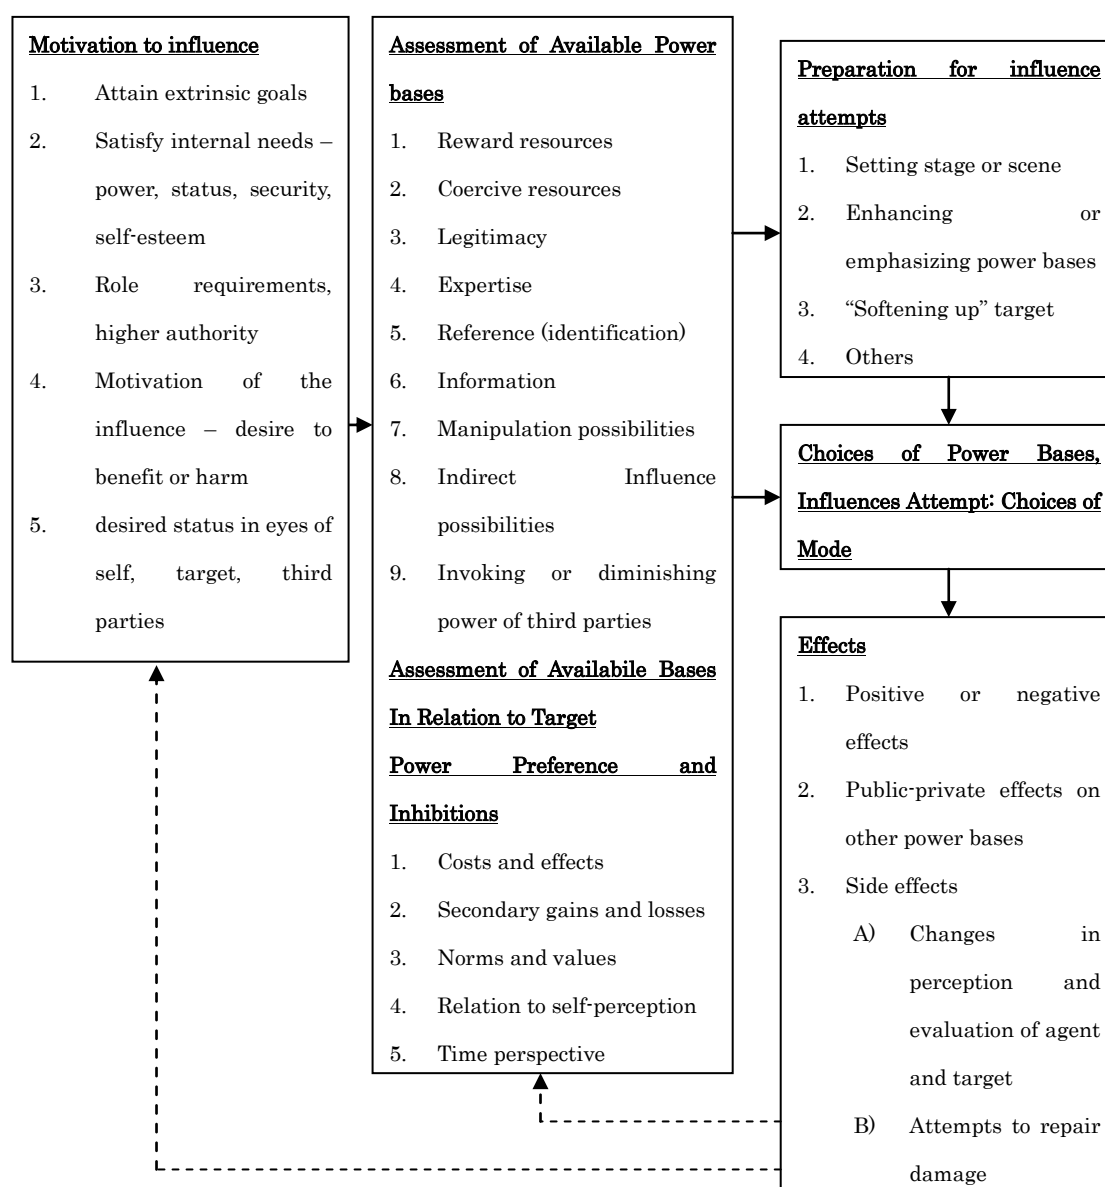 Motivation to influence
1. Attain extrinsic goals
2. Satisfy internal needs –
power, status, security,
self-esteem
3. Role requirements,
higher authority
4. Motivation of the
influence – desire to
benefit or harm
5. desired status in eyes of
self, target, third
parties
Assessment of Available Power
bases
1. Reward resources
2. Coercive resources
3. Legitimacy
4. Expertise
5. Reference (identification)
6. Information
7. Manipulation possibilities
8. Indirect Influence
possibilities
9. Invoking or diminishing
power of third parties
Assessment of Availabile Bases
In Relation to Target
Power Preference and
Inhibitions
1. Costs and effects
2. Secondary gains and losses
3. Norms and values
4. Relation to self-perception
5. Time perspective
Preparation for influence
attempts
1. Setting stage or scene
2. Enhancing or
emphasizing power bases
3. “Softening up” target
4. Others
Choices of Power Bases,
Influences Attempt: Choices of
Mode
Effects
1. Positive or negative
effects
2. Public-private effects on
other power bases
3. Side effects
A) Changes in
perception and
evaluation of agent
and target
B) Attempts to repair
damage